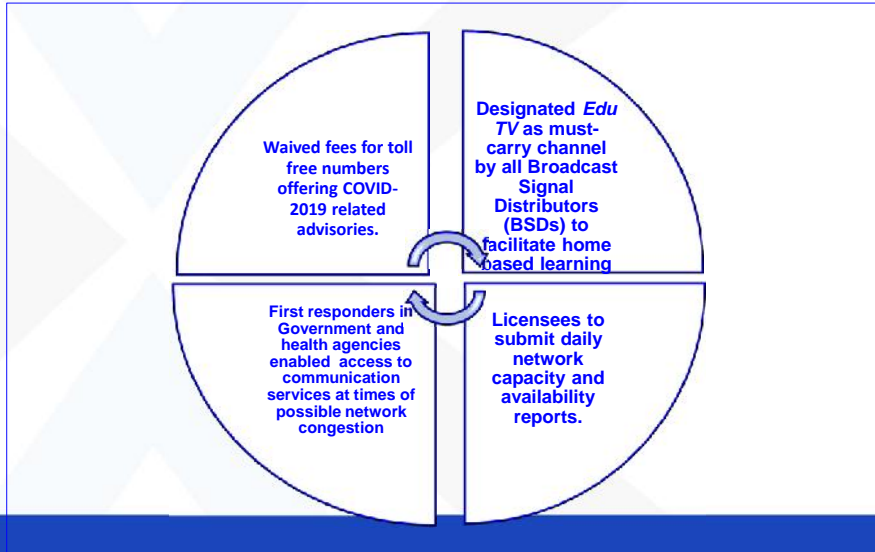 Waived fees for toll
free numbers
offering COVID-
2019 related
advisories.
Designated Edu
TV as must-
carry channel
by all Broadcast
Signal
Distributors
(BSDs) to
facilitate home
based learning
First responders in
Government and
health agencies
enabled access to
communication
services at times of
possible network
congestion
Licensees to
submit daily
network
capacity and
availability
reports.